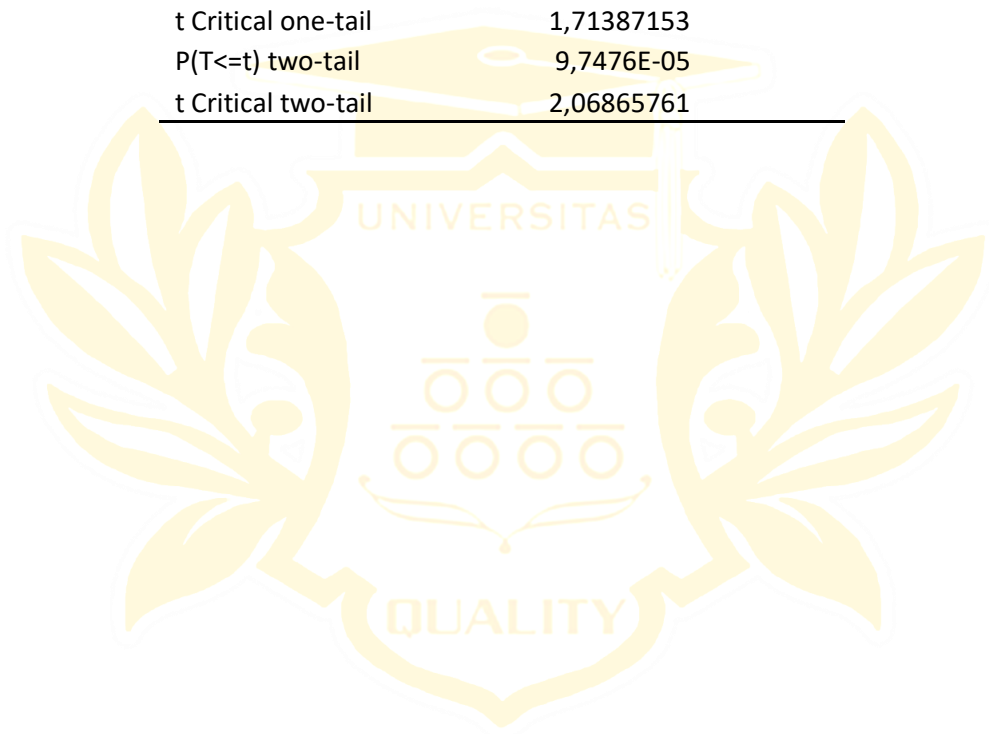 t Critical one-tail 1,71387153
P(T<=t) two-tail 9,7476E-05
t Critical two-tail 2,06865761
UNIVERSITAS
QUALITY